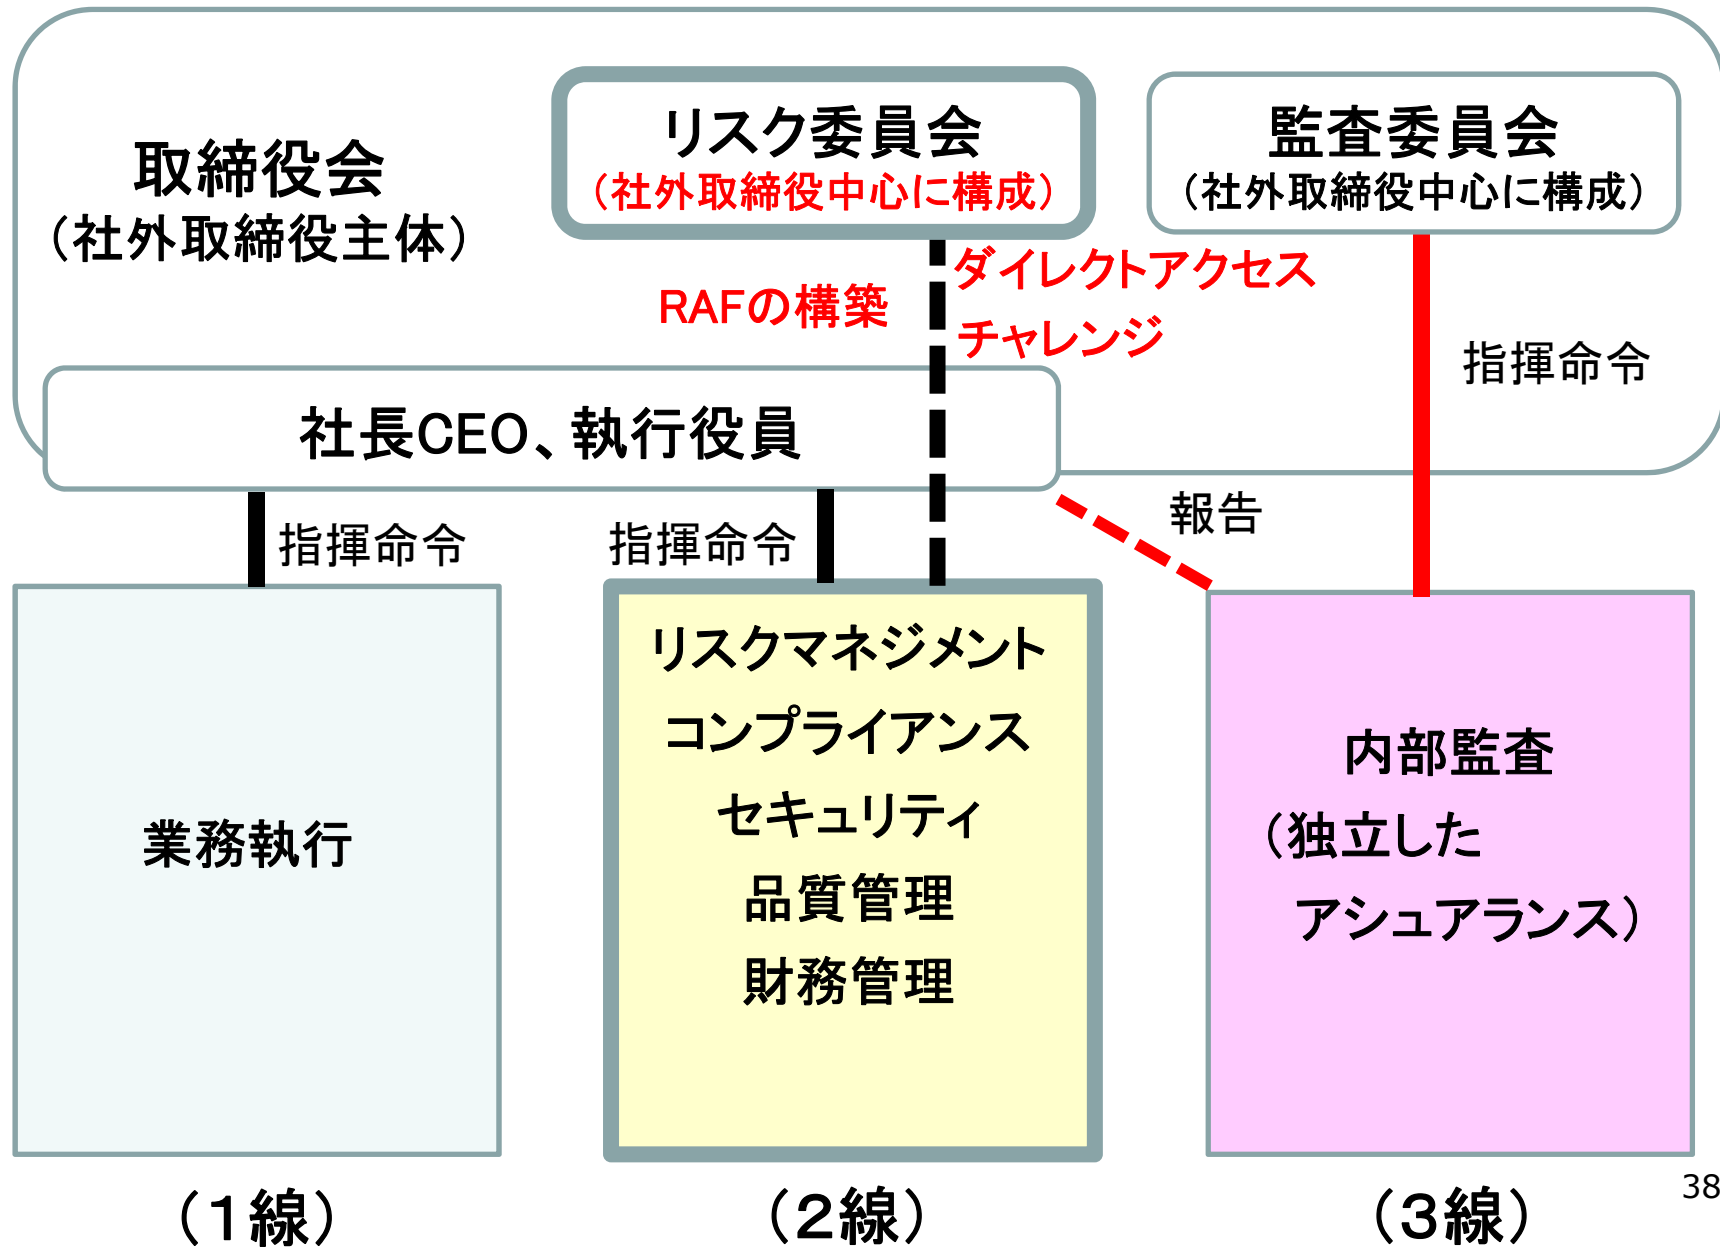 取締役会
（社外取締役主体）
リスク委員会
（社外取締役中心に構成）
監査委員会
（社外取締役中心に構成）
RAFの構築
ダイレクトアクセス
チャレンジ
指揮命令
社長CEO、執行役員
指揮命令
指揮命令
報告
業務執行
リスクマネジメント
コンプライアンス
セキュリティ
品質管理
財務管理
内部監査
（独立した
アシュアランス）
（１線）
（２線）
（３線）
38